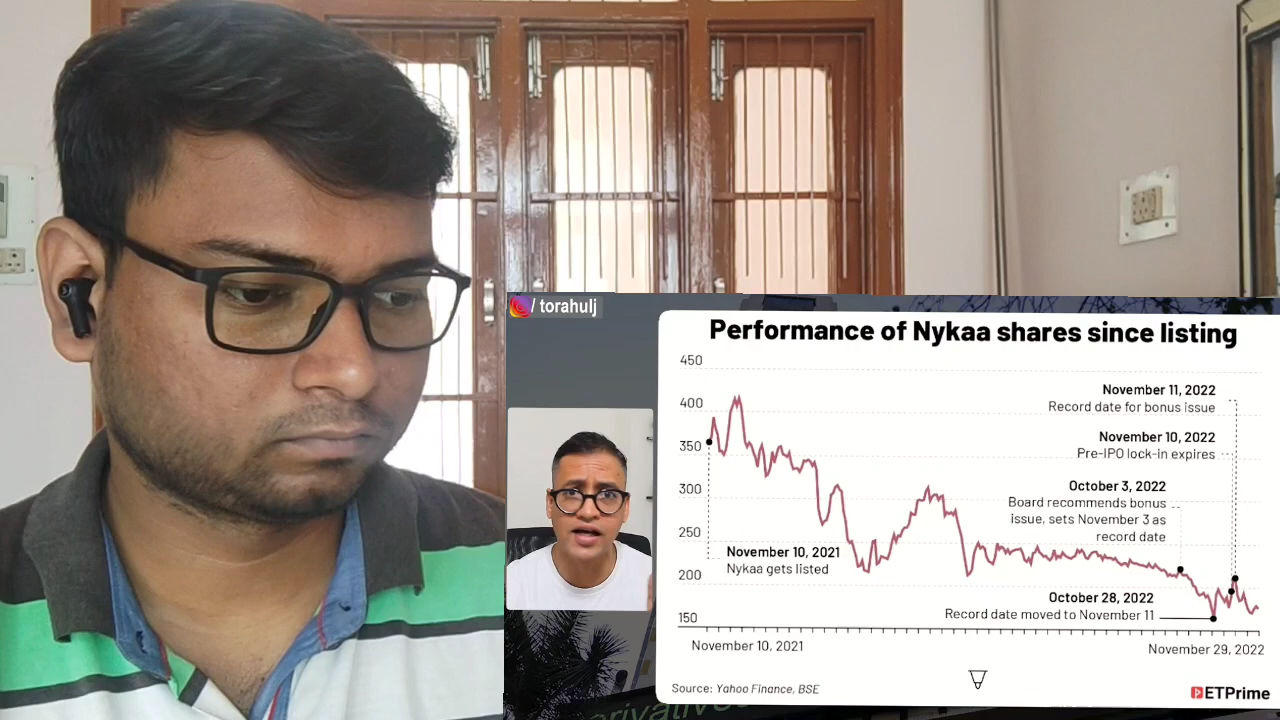 / torahulj
Performance of Nykaa shares since listing
450
400
350
300
250
200
150
November 11, 2022
Record date for bonus issue
November 10, 2022
Pre-IPO lock-in expires
October 3, 2022
Board recommends bonus
issue, sets November 3 as
record date
November 10, 2021
Nykaa gets listed
October 28, 2022
Record date moved to November 11
November 10, 2021
November 29, 2022
Source: Yahoo Finance, BSE
ETPrime